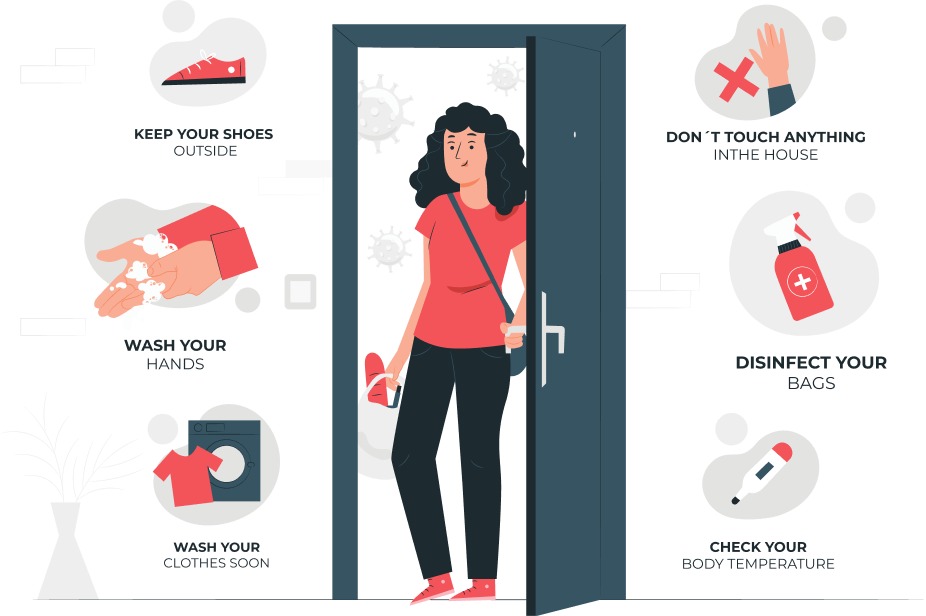 KEEP YOUR SHOES
OUTSIDE
WASH YOUR
HANDS
WASH YOUR
CLOTHES SOON
DON´T TOUCH ANYTHING
INTHE HOUSE
DISINFECT YOUR
BAGS
CHECK YOUR
BODY TEMPERATURE